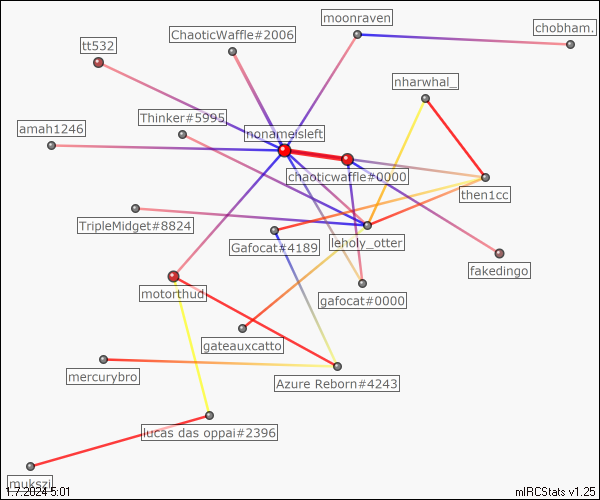 moonraven
chobham.
ChaoticWaffle#2006
tt532
nharwhal_
Thinker#5995
amah1246
nonameisleft
chaoticwaffle#0000
then1cc
TripleMidget#8824
Gafocat#4189
leholy_otter
fakedingo
motorthud
gafocat#0000
gateauxcatto
mercurybro
Azure Reborn#4243
lucas das oppai#2396
mukszi
1.7.2024 5:01
mIRCStats v1.25